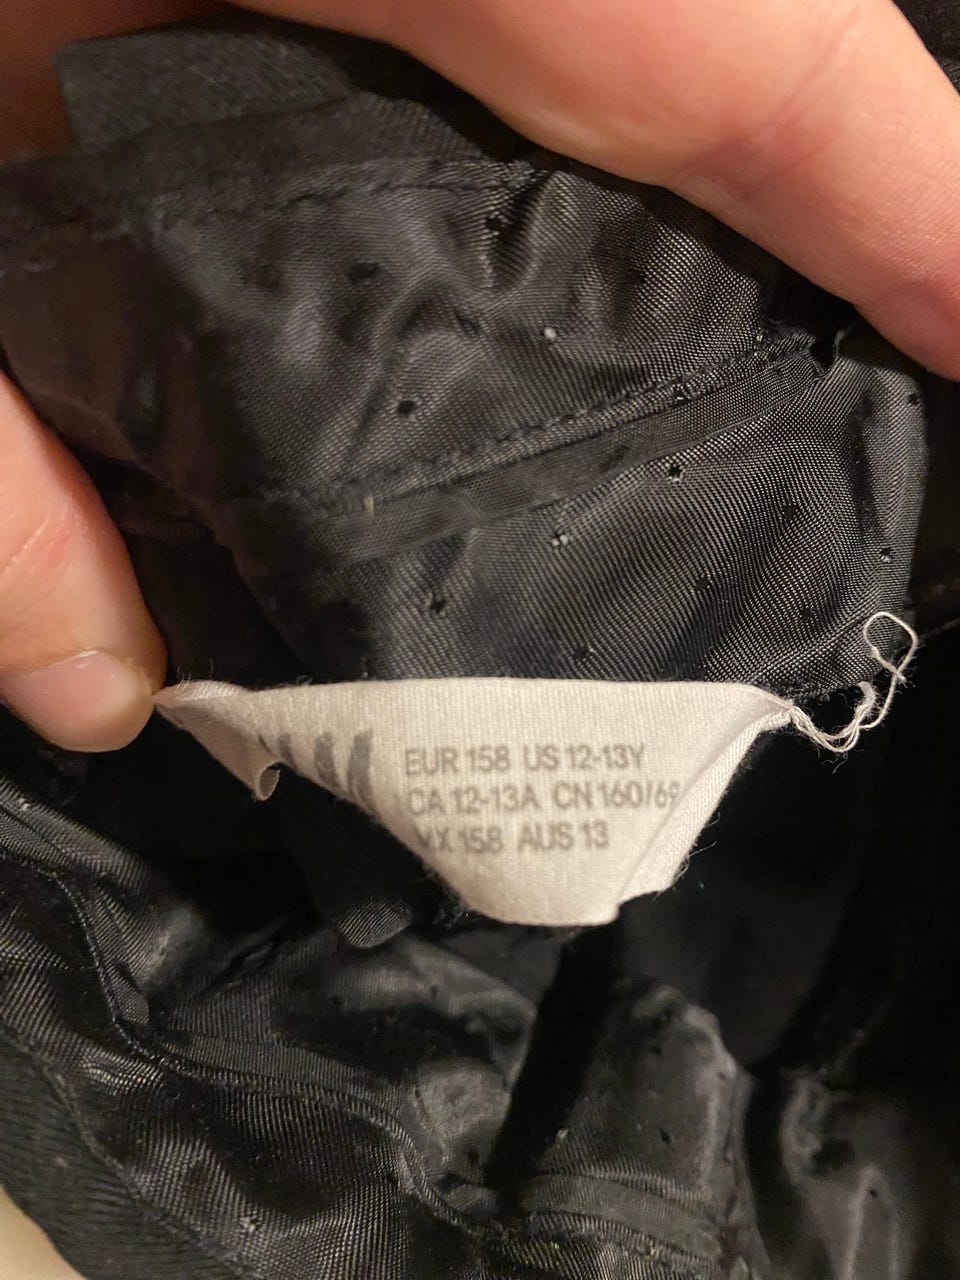 EUR 158 US 12-13Y
CA 12-13A CN 160/69
MX 158 AUS 13